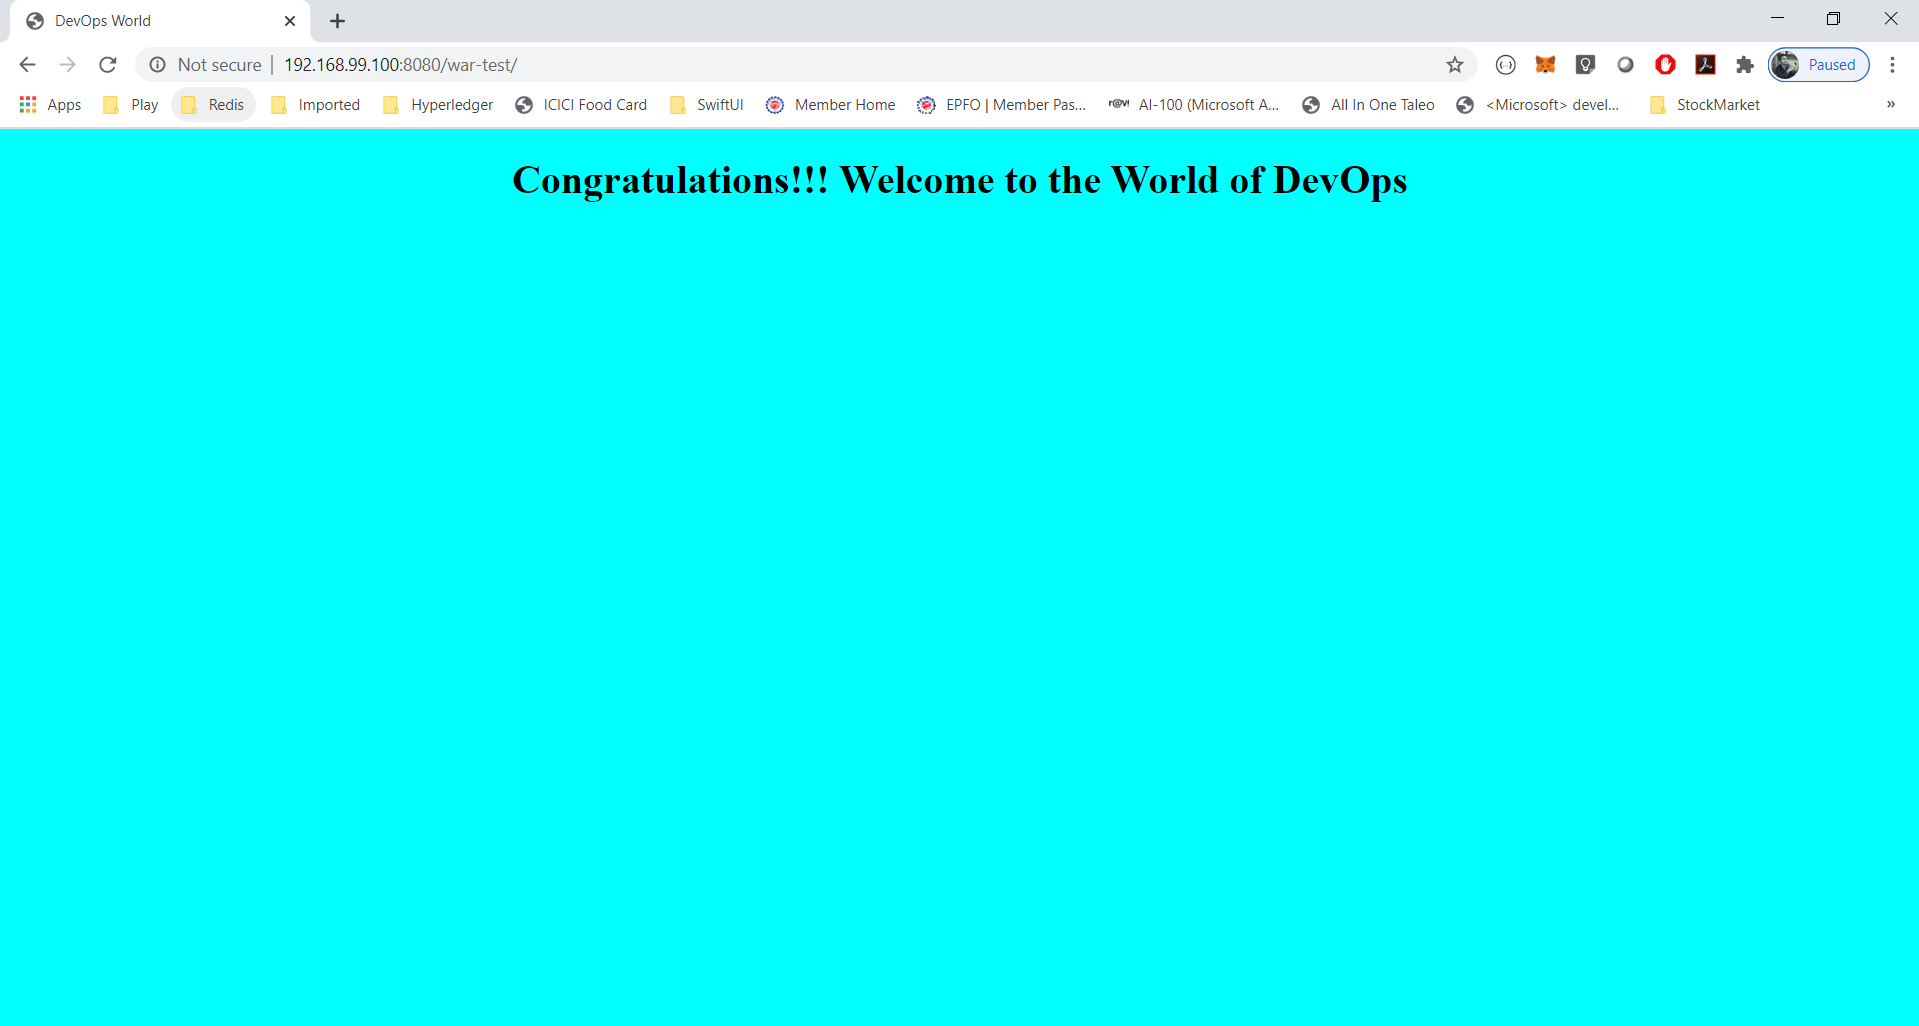 DevOps World
Not secure | 192.168.99.100:8080/war-test/ Paused
Apps Play Redis Imported Hyperledger ICICI Food Card SwiftUI Member Home EPFO | Member Pas... r@v! AI-100 (Microsoft A... All In One Taleo <Microsoft> devel... StockMarket »
Congratulations!!! Welcome to the World of DevOps